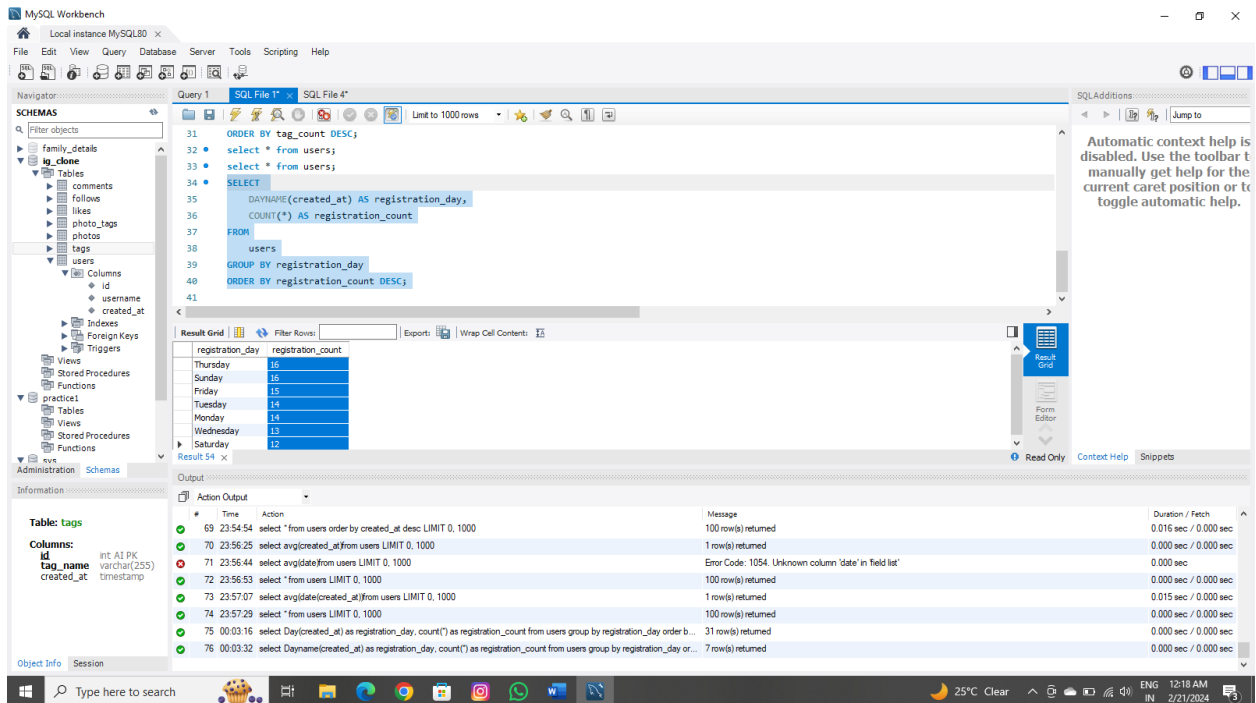 MySQL Workbench
Local instance MySQL80
File Edit View Query Database Server Tools Scripting Help
Navigator
SCHEMAS
Filter objects
family_details
ig_clone
Tables
comments
follows
likes
photo_tags
photos
tags
users
Columns
id
username
created_at
Indexes
Foreign Keys
Triggers
Views
Stored Procedures
Functions
practice1
Tables
Views
Stored Procedures
Functions
sys
Administration Schemas
Query 1 SQL File 1* SQL File 4*
Limit to 1000 rows
31 ORDER BY tag_count DESC;
32 select * from users;
33 select * from users;
34 SELECT
35 DAYNAME(created_at) AS registration_day,
36 COUNT(*) AS registration_count
37 FROM
38 users
39 GROUP BY registration_day
40 ORDER BY registration_count DESC;
41
Result Grid Filter Rows: Export: Wrap Cell Content:
registration_day registration_count
Thursday 16
Sunday 16
Friday 15
Tuesday 14
Monday 14
Wednesday 13
Saturday 12
Result Grid
Form Editor
Result 54
Read Only
SQLAdditions
Jump to
Automatic context help is
disabled. Use the toolbar t
manually get help for the
current caret position or to
toggle automatic help.
Context Help Snippets
Information
Table: tags
Columns:
id int AI PK
tag_name varchar(255)
created_at timestamp
Object Info Session
Output
Action Output
# Time Action Message Duration / Fetch
69 23:54:54 select * from users order by created_at desc LIMIT 0, 1000 100 row(s) returned 0.016 sec / 0.000 sec
70 23:56:25 select avg(created_at)from users LIMIT 0, 1000 1 row(s) returned 0.000 sec / 0.000 sec
71 23:56:44 select avg(date)from users LIMIT 0, 1000 Error Code: 1054. Unknown column 'date' in 'field list' 0.000 sec
72 23:56:53 select * from users LIMIT 0, 1000 100 row(s) returned 0.000 sec / 0.000 sec
73 23:57:07 select avg(date(created_at))from users LIMIT 0, 1000 1 row(s) returned 0.015 sec / 0.000 sec
74 23:57:29 select * from users LIMIT 0, 1000 100 row(s) returned 0.000 sec / 0.000 sec
75 00:03:16 select Day(created_at) as registration_day, count(*) as registration_count from users group by registration_day order b... 31 row(s) returned 0.000 sec / 0.000 sec
76 00:03:32 select Dayname(created_at) as registration_day, count(*) as registration_count from users group by registration_day or... 7 row(s) returned 0.000 sec / 0.000 sec
Type here to search
25°C Clear
ENG
IN
12:18 AM
2/21/2024
3